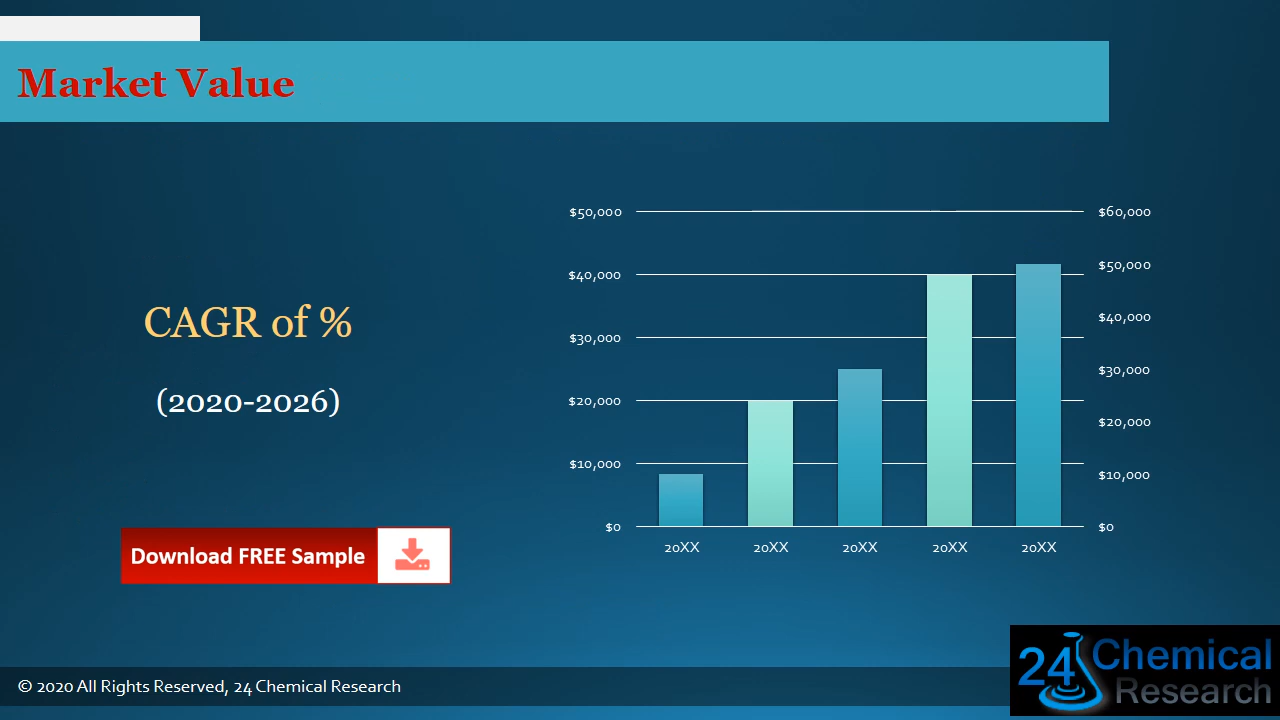 Market Value
CAGR of %
(2020-2026)
Download FREE Sample
$50,000
$40,000
$30,000
$20,000
$10,000
$0
$60,000
$50,000
$40,000
$30,000
$20,000
$10,000
$0
20XX 20XX 20XX 20XX 20XX
© 2020 All Rights Reserved, 24 Chemical Research
24 Chemical
Research